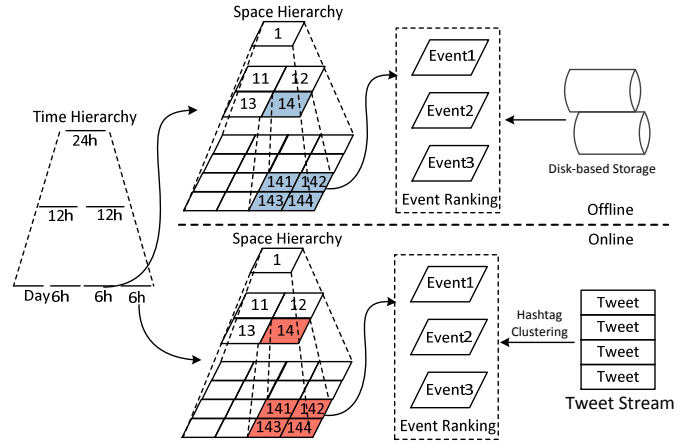 Space Hierarchy
1
11 12
13 14
141 142
143 144
Event1
Event2
Event3
Event Ranking
Disk-based Storage
Offline
Time Hierarchy
24h
12h 12h
Day 6h 6h 6h
Online
Space Hierarchy
1
11 12
13 14
141 142
143 144
Event1
Event2
Event3
Event Ranking
Hashtag
Clustering
Tweet
Tweet
Tweet
Tweet
Tweet Stream